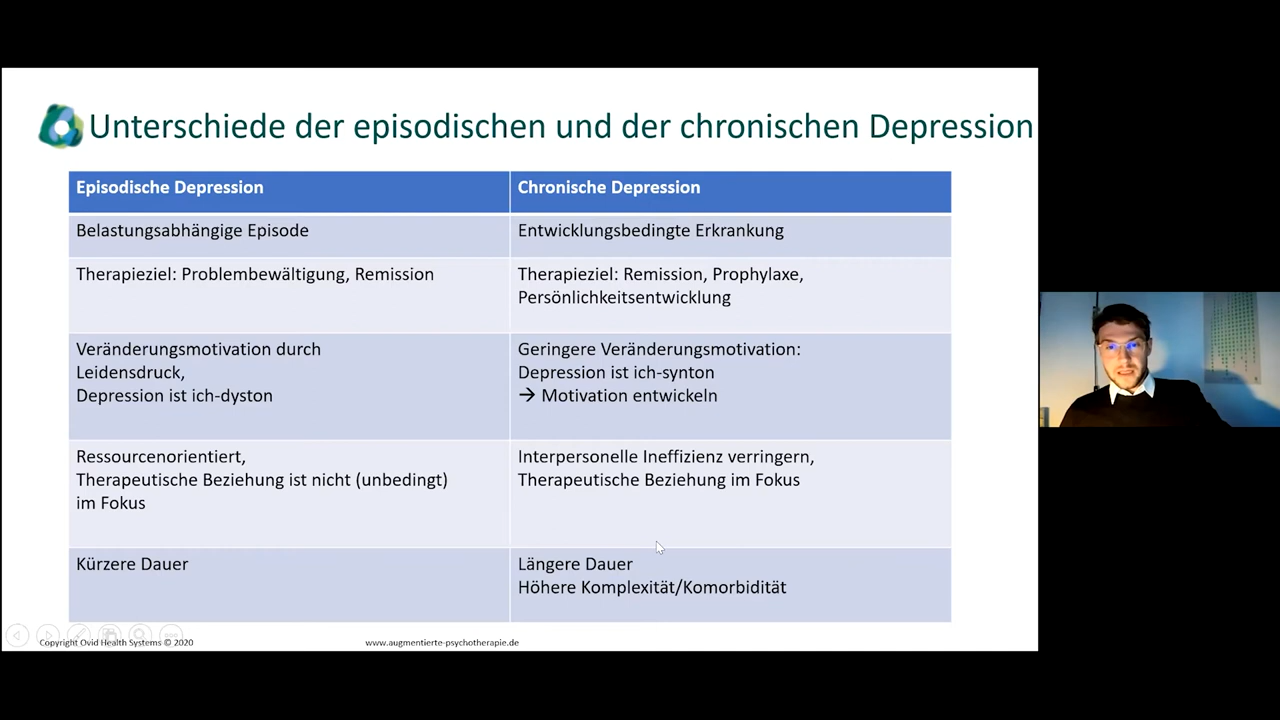 Unterschiede der episodischen und der chronischen Depression
Episodische Depression
Chronische Depression
Belastungsabhängige Episode
Entwicklungsbedingte Erkrankung
Therapieziel: Problembewältigung, Remission
Therapieziel: Remission, Prophylaxe,
Persönlichkeitsentwicklung
Veränderungsmotivation durch
Leidensdruck,
Depression ist ich-dyston
Geringere Veränderungsmotivation:
Depression ist ich-synton
→ Motivation entwickeln
Ressourcenorientiert,
Therapeutische Beziehung ist nicht (unbedingt)
im Fokus
Interpersonelle Ineffizienz verringern,
Therapeutische Beziehung im Fokus
Kürzere Dauer
Längere Dauer
Höhere Komplexität/Komorbidität
Copyright Ovid Health Systems © 2020
www.augmentierte-psychotherapie.de